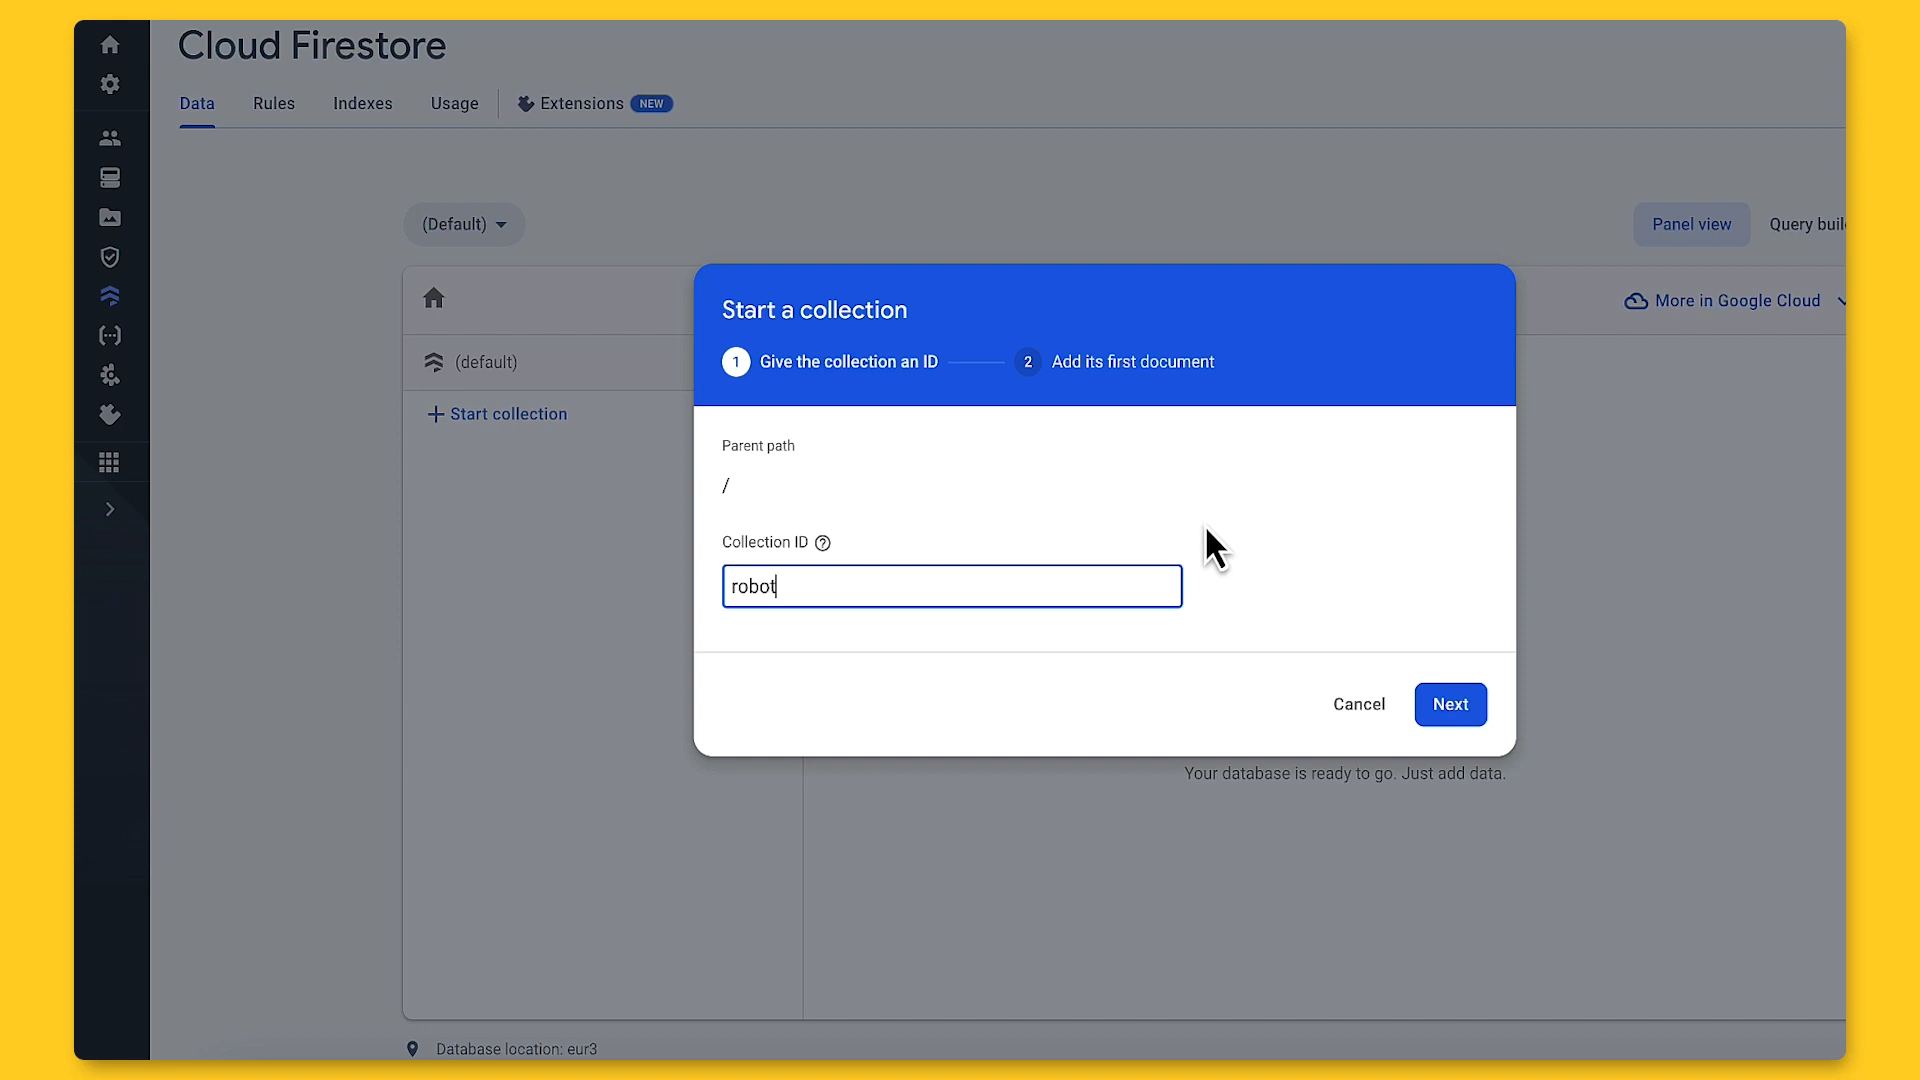 Cloud Firestore
Data Rules Indexes Usage Extensions NEW
(Default)
Panel view Query buil
More in Google Cloud
(default)
+ Start collection
Start a collection
1 Give the collection an ID 2 Add its first document
Parent path
/
Collection ID ?
robot
Cancel Next
Your database is ready to go. Just add data.
Database location: eur3